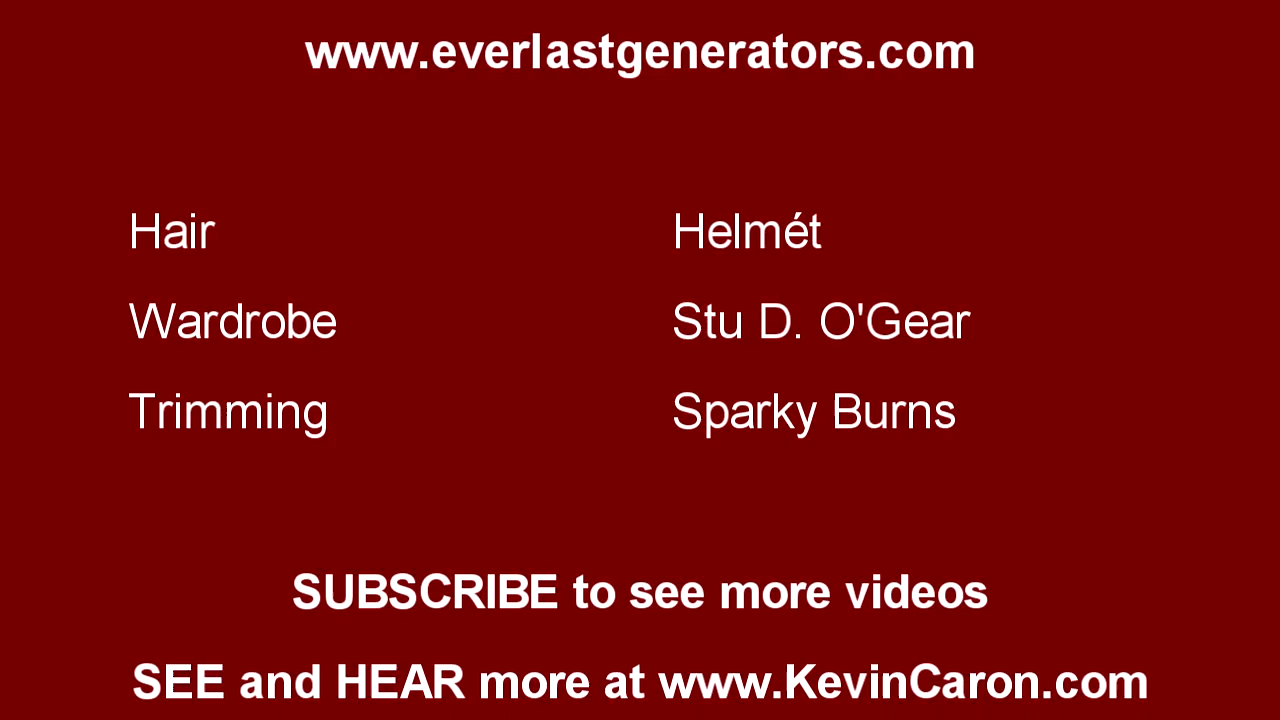 www.everlastgenerators.com
Hair Helmét
Wardrobe Stu D. O'Gear
Trimming Sparky Burns
SUBSCRIBE to see more videos
SEE and HEAR more at www.KevinCaron.com